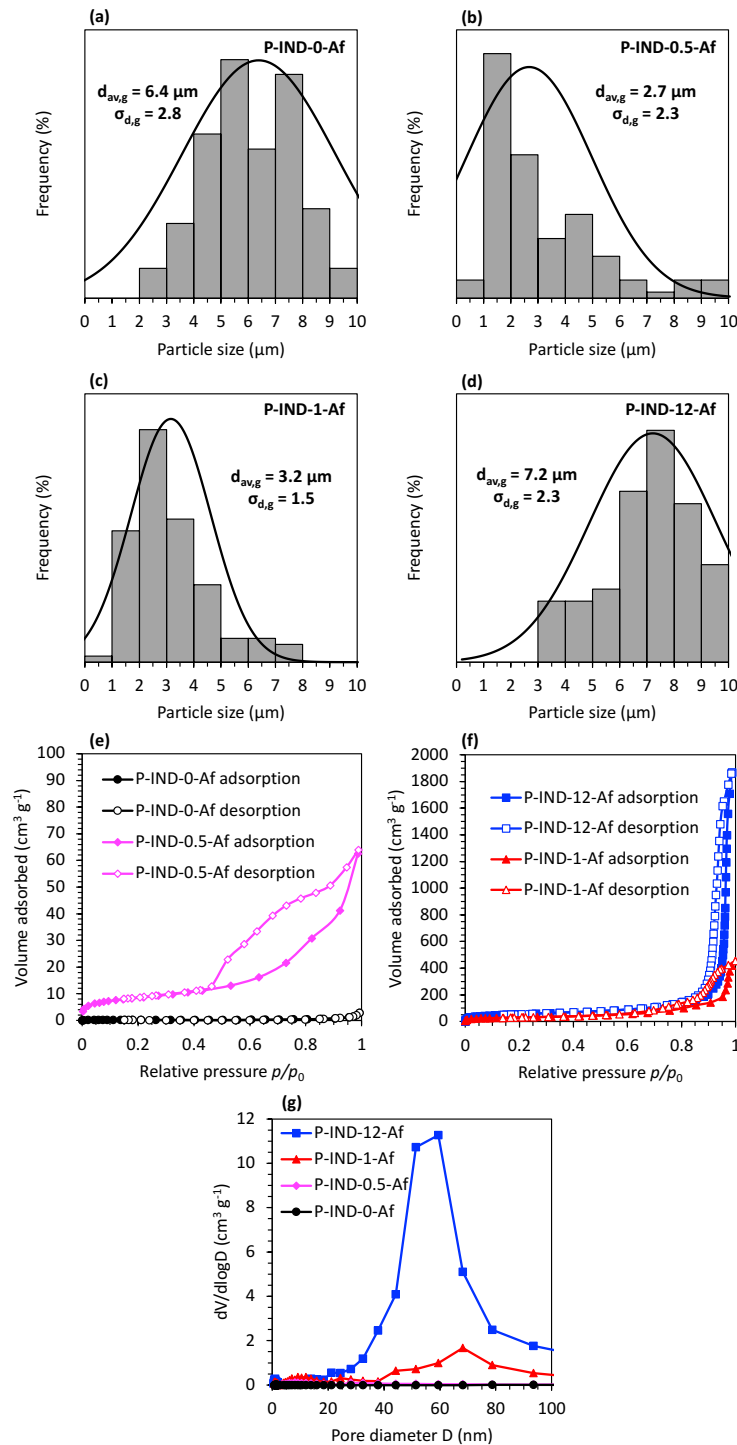 (a)
P-IND-0-Af
d_av,g = 6.4 µm
σ_d,g = 2.8
Frequency (%)
0 1 2 3 4 5 6 7 8 9 10
Particle size (µm)
(b)
P-IND-0.5-Af
d_av,g = 2.7 µm
σ_d,g = 2.3
Frequency (%)
0 1 2 3 4 5 6 7 8 9 10
Particle size (µm)
(c)
P-IND-1-Af
d_av,g = 3.2 µm
σ_d,g = 1.5
Frequency (%)
0 1 2 3 4 5 6 7 8 9 10
Particle size (µm)
(d)
P-IND-12-Af
d_av,g = 7.2 µm
σ_d,g = 2.3
Frequency (%)
0 1 2 3 4 5 6 7 8 9 10
Particle size (µm)
(e)
100
90
80
70
60
50
40
30
20
10
0
Volume adsorbed (cm³ g⁻¹)
P-IND-0-Af adsorption
P-IND-0-Af desorption
P-IND-0.5-Af adsorption
P-IND-0.5-Af desorption
0 0.2 0.4 0.6 0.8 1
Relative pressure p/p₀
(f)
2000
1800
1600
1400
1200
1000
800
600
400
200
0
Volume adsorbed (cm³ g⁻¹)
P-IND-12-Af adsorption
P-IND-12-Af desorption
P-IND-1-Af adsorption
P-IND-1-Af desorption
0 0.2 0.4 0.6 0.8 1
Relative pressure p/p₀
(g)
12
10
8
6
4
2
0
dV/dlogD (cm³ g⁻¹)
P-IND-12-Af
P-IND-1-Af
P-IND-0.5-Af
P-IND-0-Af
0 20 40 60 80 100
Pore diameter D (nm)